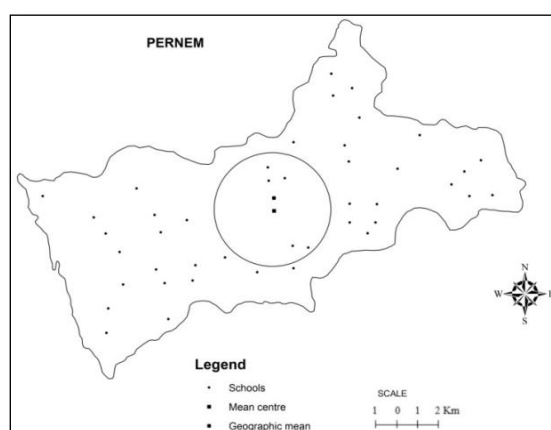 PERNEM
N
W E
S
Legend
Schools
Mean centre
Geographic mean
SCALE
1 0 1 2 Km